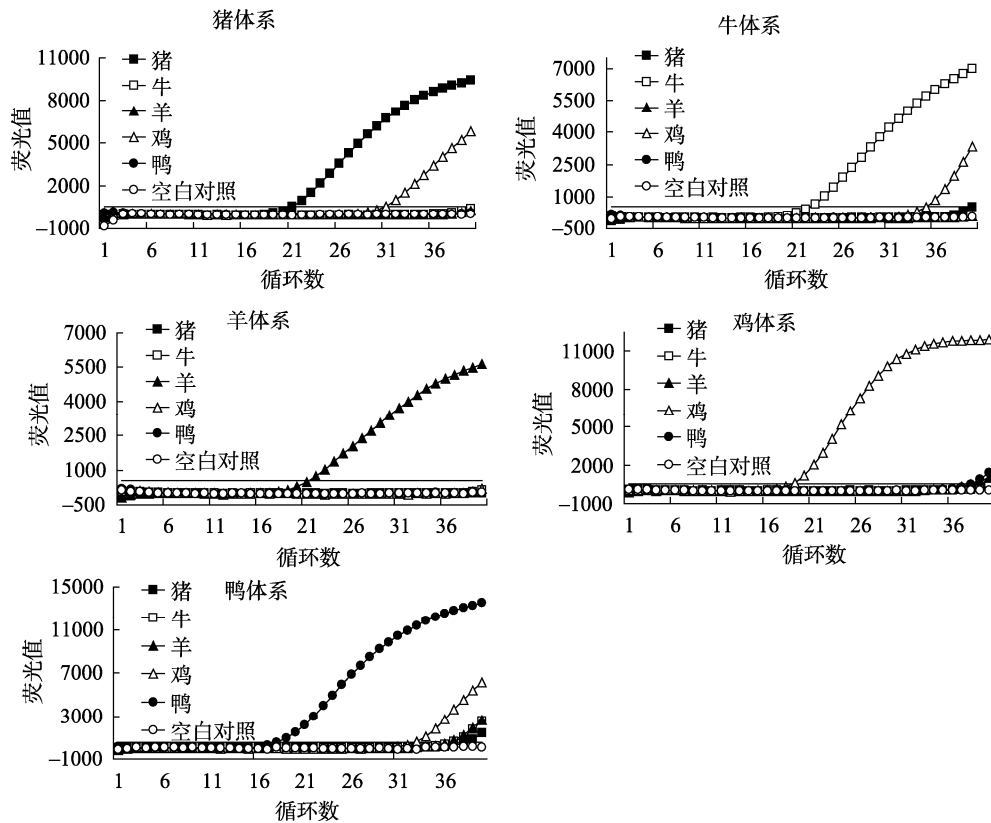 猪体系
11000
8000
5000
2000
–1000
荧光值
猪
牛
羊
鸡
鸭
空白对照
1 6 11 16 21 26 31 36
循环数
牛体系
7000
5500
4000
2500
1000
–500
荧光值
猪
牛
羊
鸡
鸭
空白对照
1 6 11 16 21 26 31 36
循环数
羊体系
7000
5500
4000
2500
1000
–500
荧光值
猪
牛
羊
鸡
鸭
空白对照
1 6 11 16 21 26 31 36
循环数
鸡体系
11000
8000
5000
2000
–1000
荧光值
猪
牛
羊
鸡
鸭
空白对照
1 6 11 16 21 26 31 36
循环数
鸭体系
15000
11000
7000
3000
–1000
荧光值
猪
牛
羊
鸡
鸭
空白对照
1 6 11 16 21 26 31 36
循环数